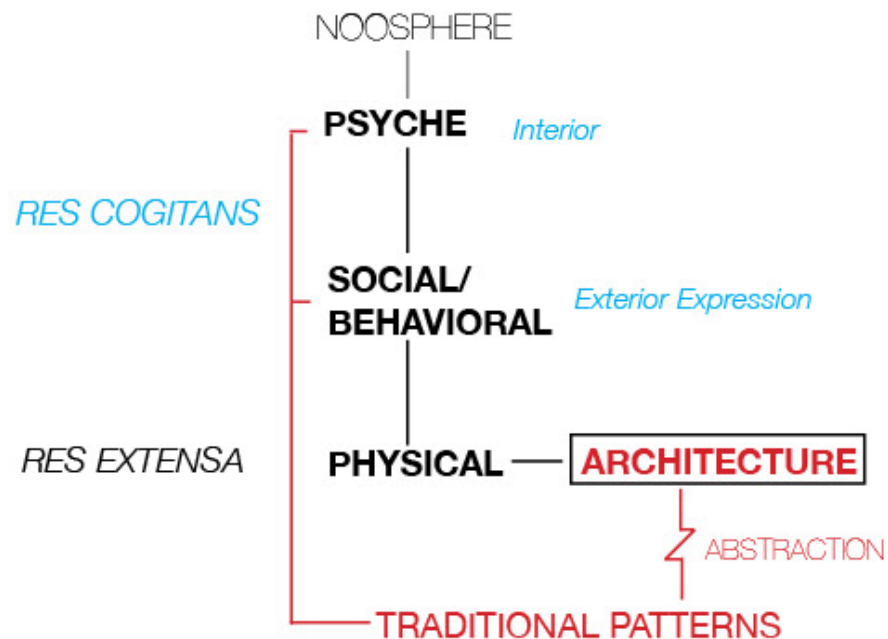 NOOSPHERE
PSYCHE
Interior
RES COGITANS
SOCIAL/
BEHAVIORAL
Exterior Expression
RES EXTENSA
PHYSICAL
ARCHITECTURE
ABSTRACTION
TRADITIONAL PATTERNS